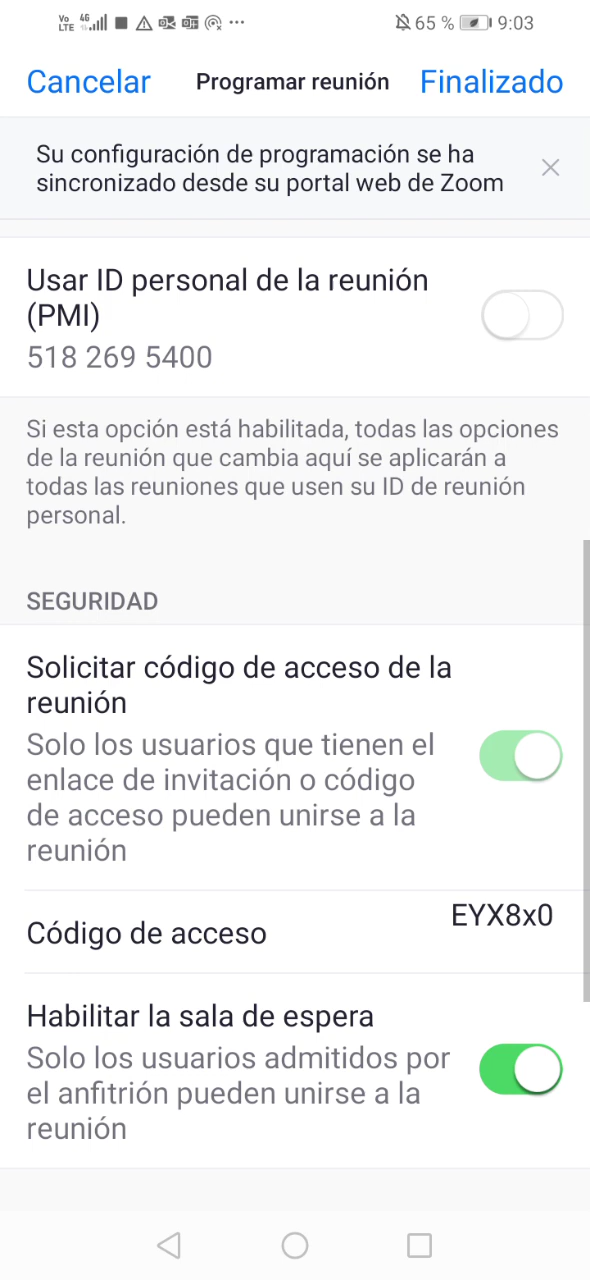 Vo LTE 4G 65 % 9:03
Cancelar Programar reunión Finalizado
Su configuración de programación se ha
sincronizado desde su portal web de Zoom
Usar ID personal de la reunión
(PMI)
518 269 5400
Si esta opción está habilitada, todas las opciones
de la reunión que cambia aquí se aplicarán a
todas las reuniones que usen su ID de reunión
personal.
SEGURIDAD
Solicitar código de acceso de la
reunión
Solo los usuarios que tienen el
enlace de invitación o código
de acceso pueden unirse a la
reunión
Código de acceso EYX8x0
Habilitar la sala de espera
Solo los usuarios admitidos por
el anfitrión pueden unirse a la
reunión